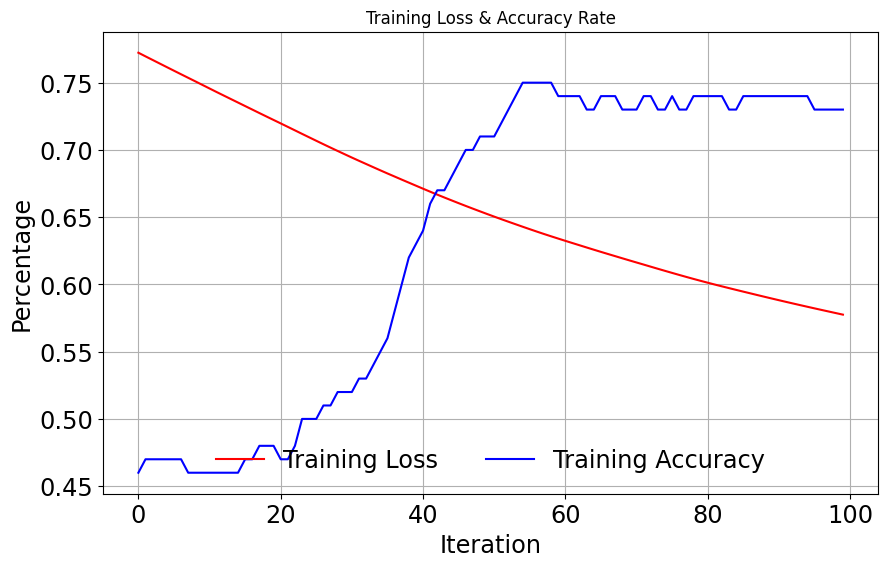 Training Loss & Accuracy Rate
Percentage
0.75
0.70
0.65
0.60
0.55
0.50
0.45
Training Loss
Training Accuracy
0 20 40 60 80 100
Iteration